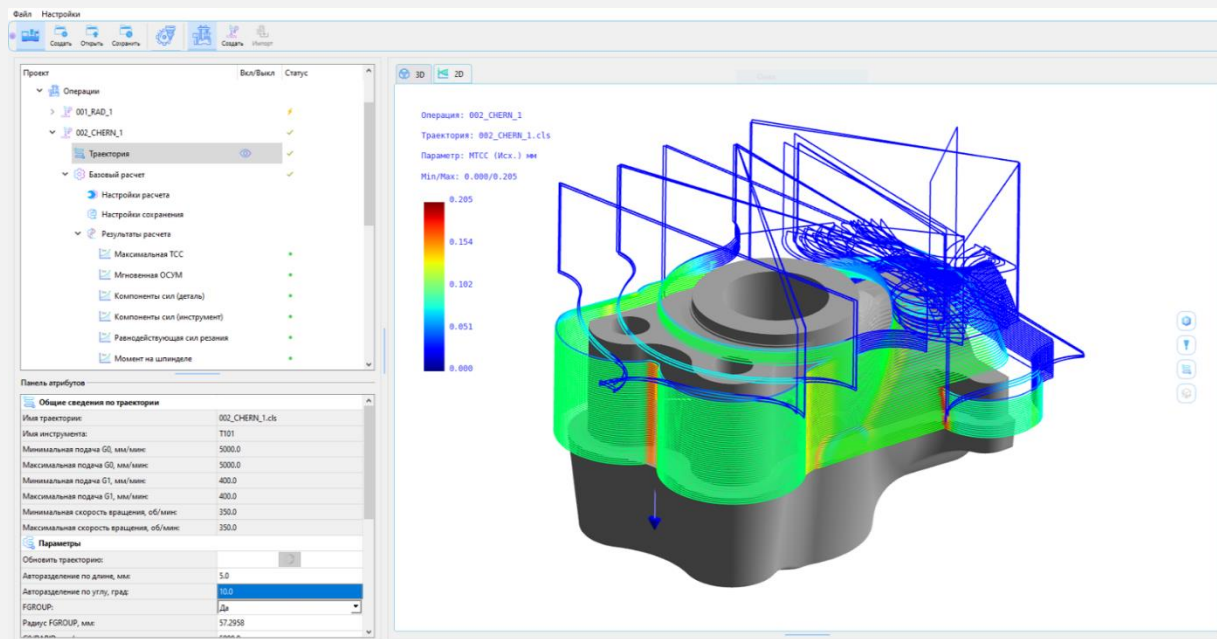 Файл Настройки
Создать Открыть Сохранить Создать Импорт
Проект Вкл/Выкл Статус
Операции
001_RAD_1
002_CHERN_1
Траектория
Базовый расчет
Настройки расчета
Настройки сохранения
Результаты расчета
Максимальная ТСС
Мгновенная ОСУМ
Компоненты сил (деталь)
Компоненты сил (инструмент)
Равнодействующая сил резания
Момент на шпинделе
Панель атрибутов
Общие сведения по траектории
Имя траектории: 002_CHERN_1.cls
Имя инструмента: T101
Минимальная подача G0, мм/мин: 5000.0
Максимальная подача G0, мм/мин: 5000.0
Минимальная подача G1, мм/мин: 400.0
Максимальная подача G1, мм/мин: 400.0
Минимальная скорость вращения, об/мин: 350.0
Максимальная скорость вращения, об/мин: 350.0
Параметры
Обновить траекторию:
Авторазделение по длине, мм: 5.0
Авторазделение по углу, град: 10.0
FGROUP: Да
Радиус FGROUP, мм: 57.2958
3D 2D
Операция: 002_CHERN_1
Траектория: 002_CHERN_1.cls
Параметр: МТСС (Исх.) мм
Min/Max: 0.000/0.205
0.205
0.154
0.102
0.051
0.000